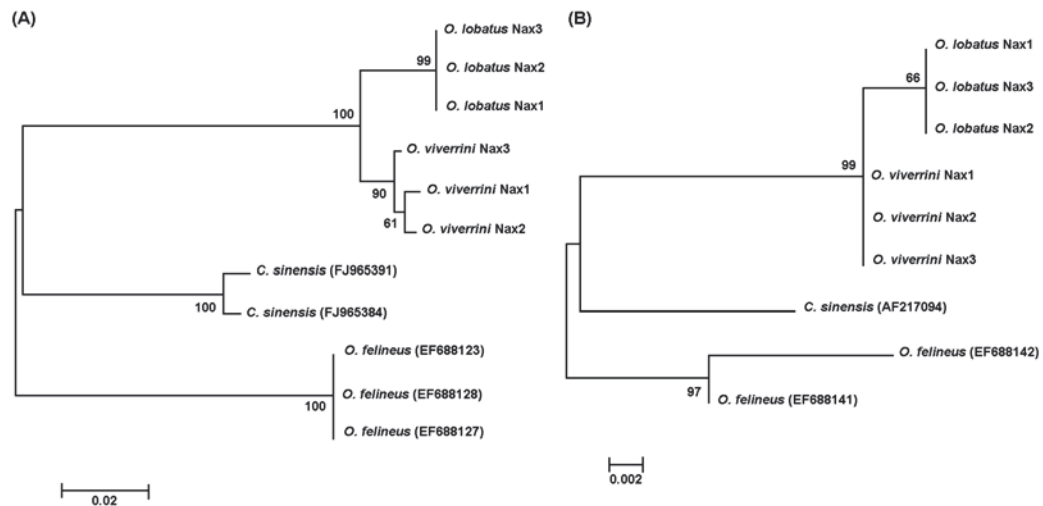 (A)
O. lobatus Nax3
99
O. lobatus Nax2
O. lobatus Nax1
100
O. viverrini Nax3
90
O. viverrini Nax1
61
O. viverrini Nax2
C. sinensis (FJ965391)
100
C. sinensis (FJ965384)
O. felineus (EF688123)
O. felineus (EF688128)
100
O. felineus (EF688127)
0.02
(B)
O. lobatus Nax1
66
O. lobatus Nax3
O. lobatus Nax2
99
O. viverrini Nax1
O. viverrini Nax2
O. viverrini Nax3
C. sinensis (AF217094)
O. felineus (EF688142)
97
O. felineus (EF688141)
0.002